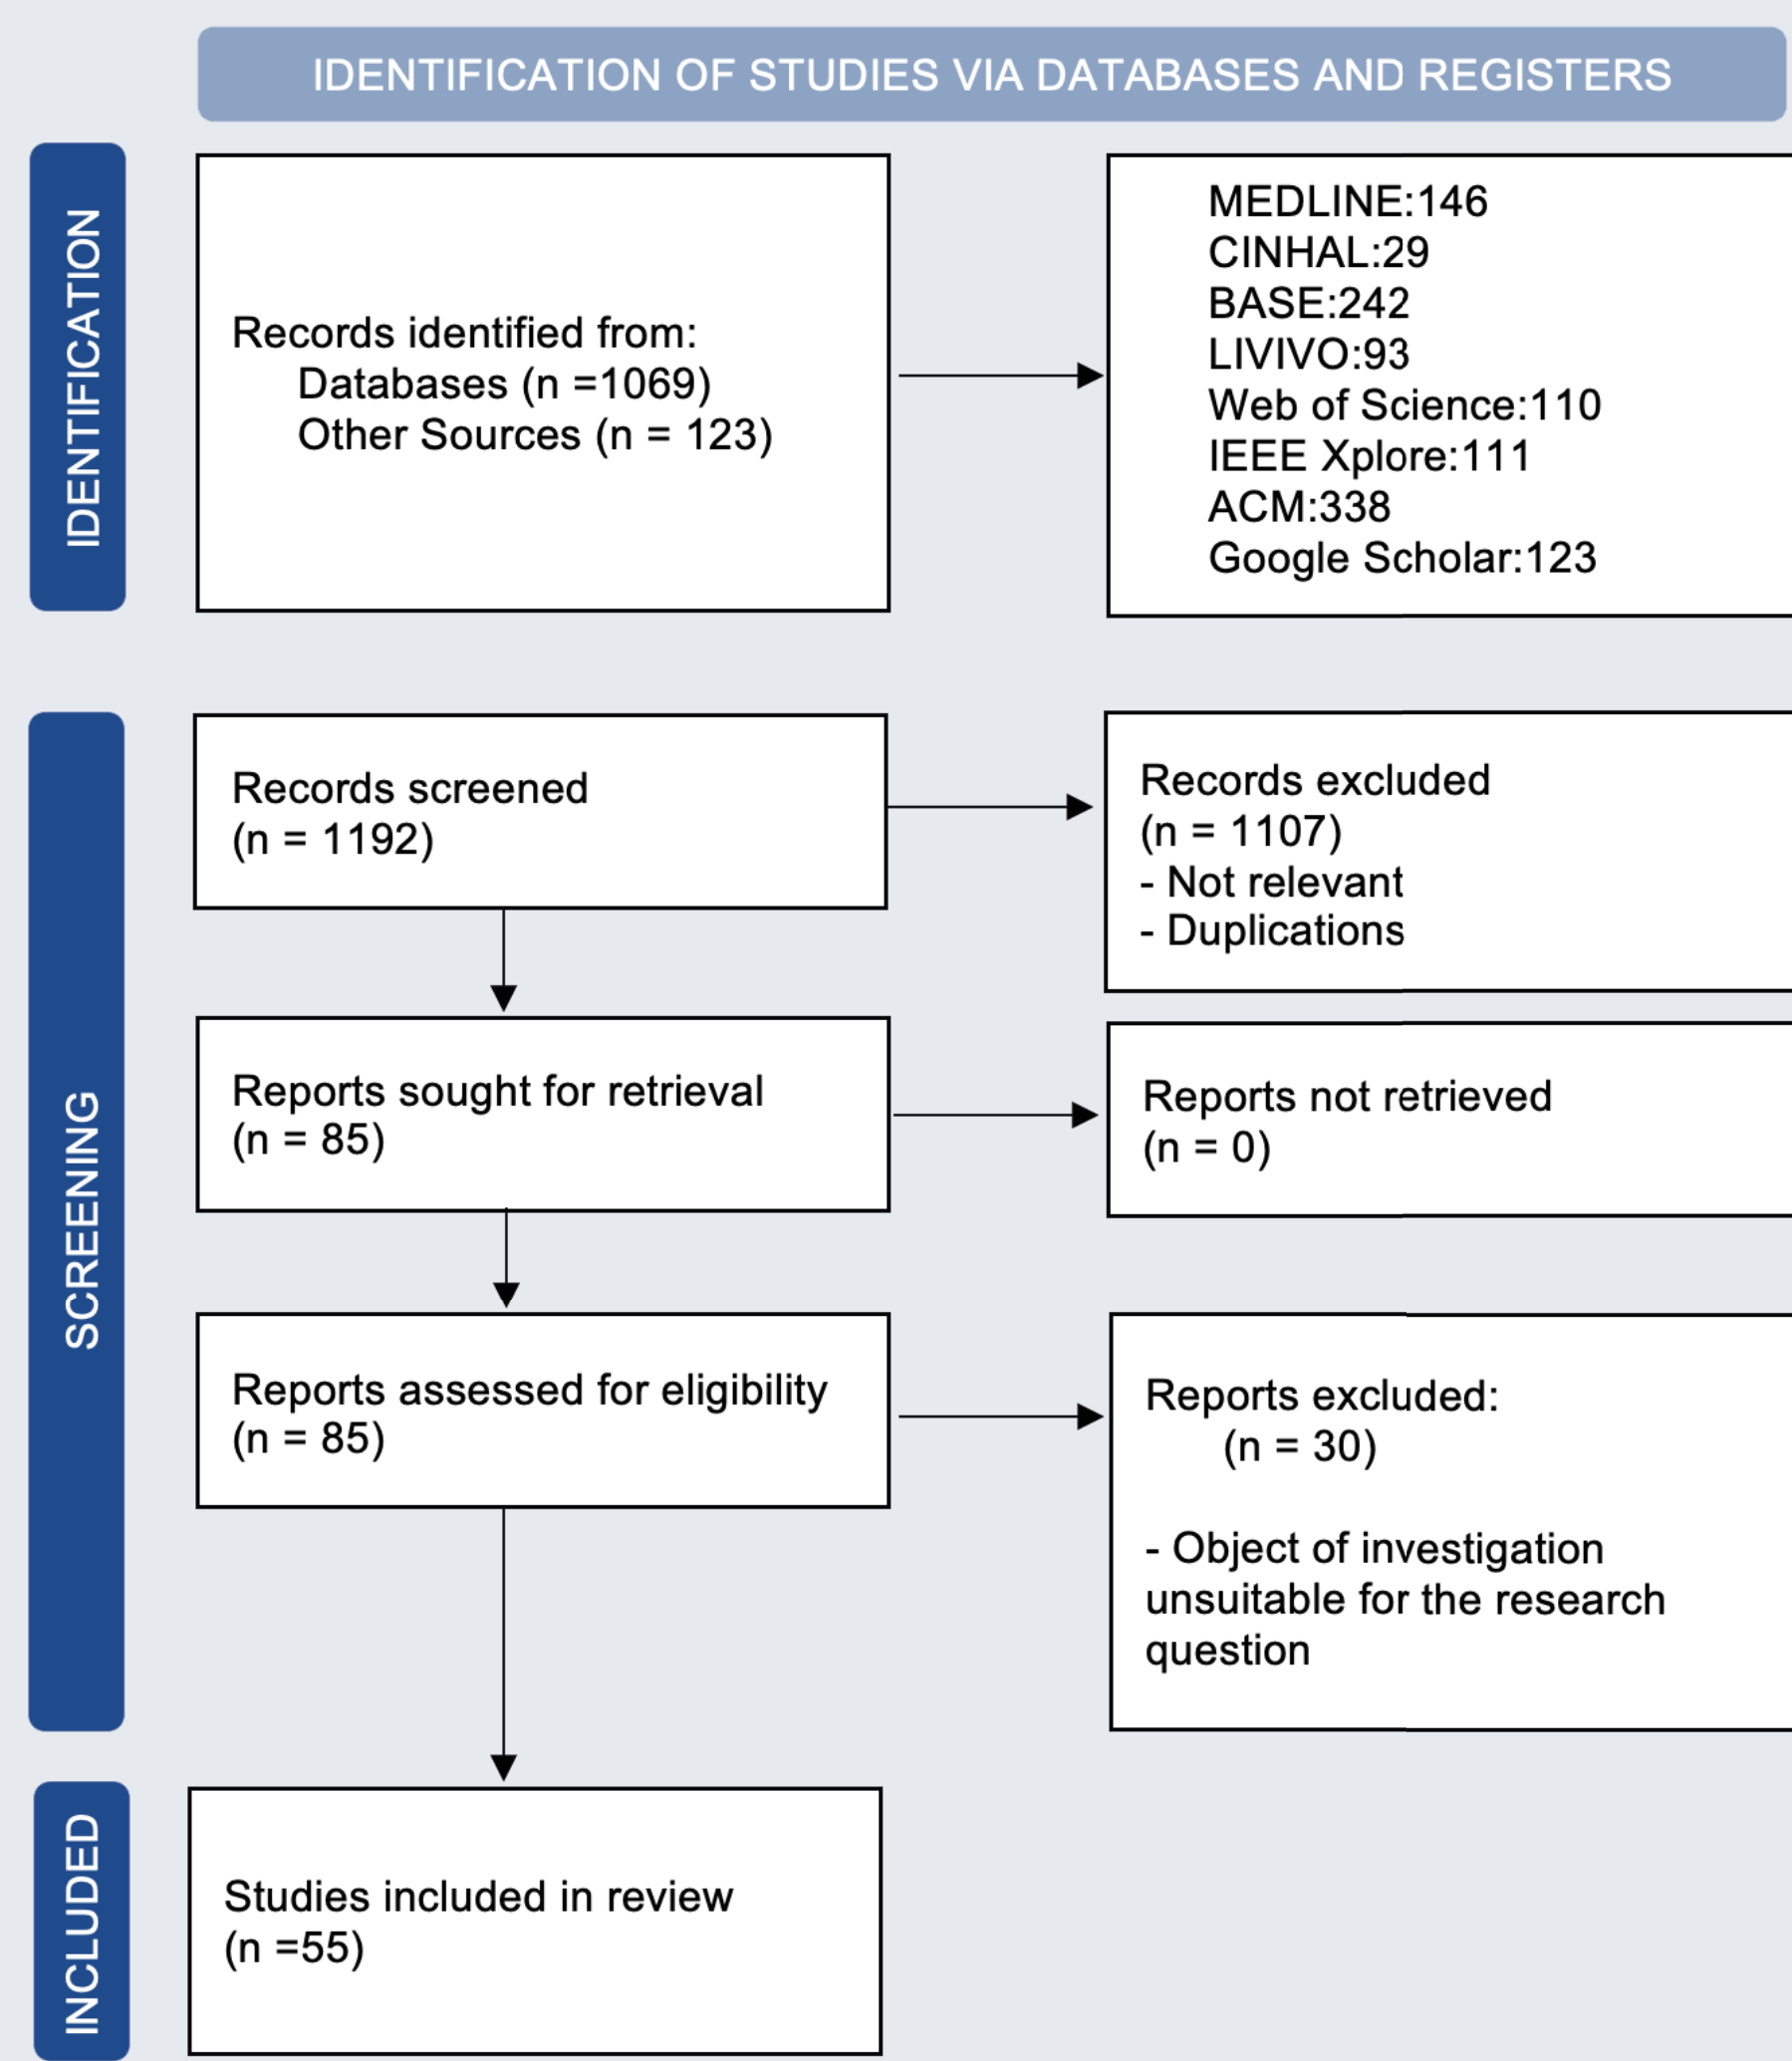 IDENTIFICATION OF STUDIES VIA DATABASES AND REGISTERS
IDENTIFICATION
Records identified from:
Databases (n =1069)
Other Sources (n = 123)
MEDLINE:146
CINHAL:29
BASE:242
LIVIVO:93
Web of Science:110
IEEE Xplore:111
ACM:338
Google Scholar:123
SCREENING
Records screened
(n = 1192)
Records excluded
(n = 1107)
- Not relevant
- Duplications
Reports sought for retrieval
(n = 85)
Reports not retrieved
(n = 0)
Reports assessed for eligibility
(n = 85)
Reports excluded:
(n = 30)
- Object of investigation
unsuitable for the research
question
INCLUDED
Studies included in review
(n =55)